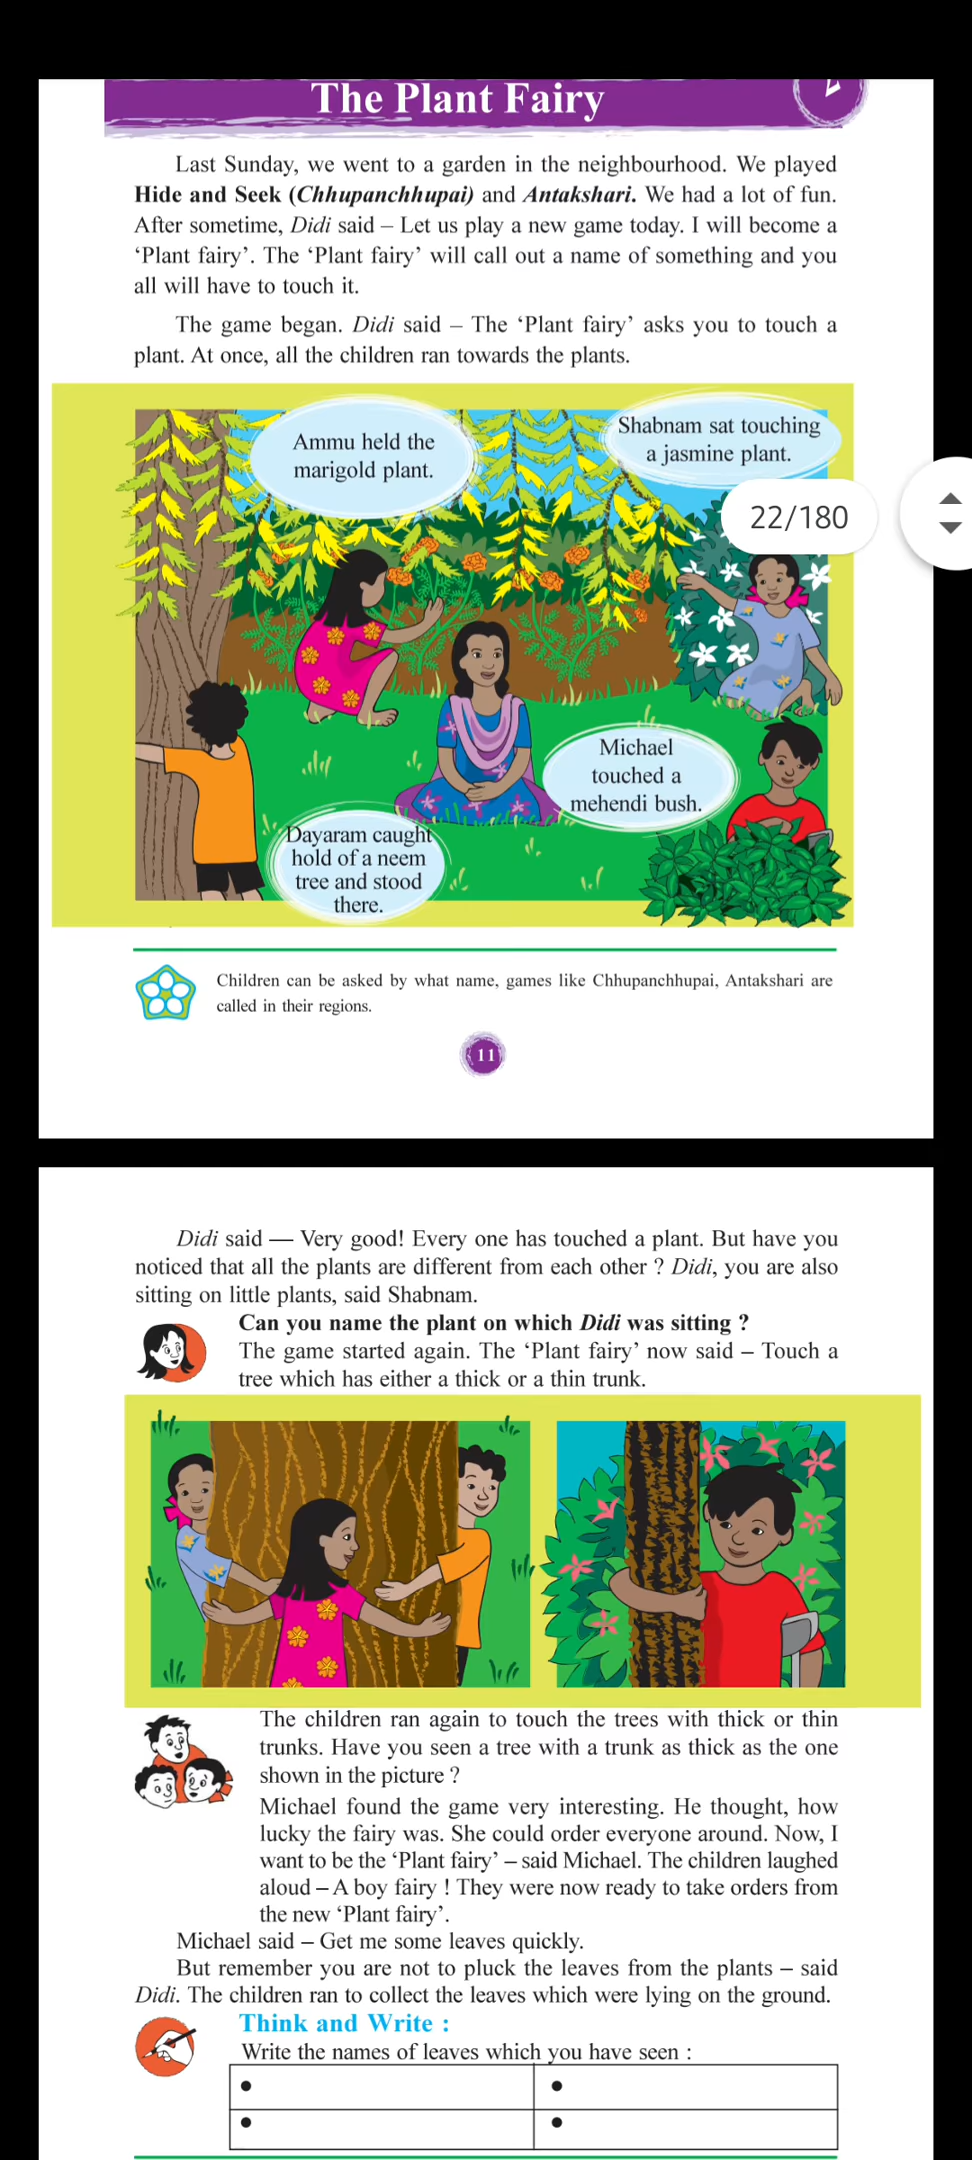 The Plant Fairy
Last Sunday, we went to a garden in the neighbourhood. We played
Hide and Seek (Chhupanchhupai) and Antakshari. We had a lot of fun.
After sometime, Didi said – Let us play a new game today. I will become a
‘Plant fairy’. The ‘Plant fairy’ will call out a name of something and you
all will have to touch it.
The game began. Didi said – The ‘Plant fairy’ asks you to touch a
plant. At once, all the children ran towards the plants.
Ammu held the
marigold plant.
Shabnam sat touching
a jasmine plant.
22/180
Michael
touched a
mehendi bush.
Dayaram caught
hold of a neem
tree and stood
there.
Children can be asked by what name, games like Chhupanchhupai, Antakshari are
called in their regions.
11
Didi said — Very good! Every one has touched a plant. But have you
noticed that all the plants are different from each other ? Didi, you are also
sitting on little plants, said Shabnam.
Can you name the plant on which Didi was sitting ?
The game started again. The ‘Plant fairy’ now said – Touch a
tree which has either a thick or a thin trunk.
The children ran again to touch the trees with thick or thin
trunks. Have you seen a tree with a trunk as thick as the one
shown in the picture ?
Michael found the game very interesting. He thought, how
lucky the fairy was. She could order everyone around. Now, I
want to be the ‘Plant fairy’ – said Michael. The children laughed
aloud – A boy fairy ! They were now ready to take orders from
the new ‘Plant fairy’.
Michael said – Get me some leaves quickly.
But remember you are not to pluck the leaves from the plants – said
Didi. The children ran to collect the leaves which were lying on the ground.
Think and Write :
Write the names of leaves which you have seen :